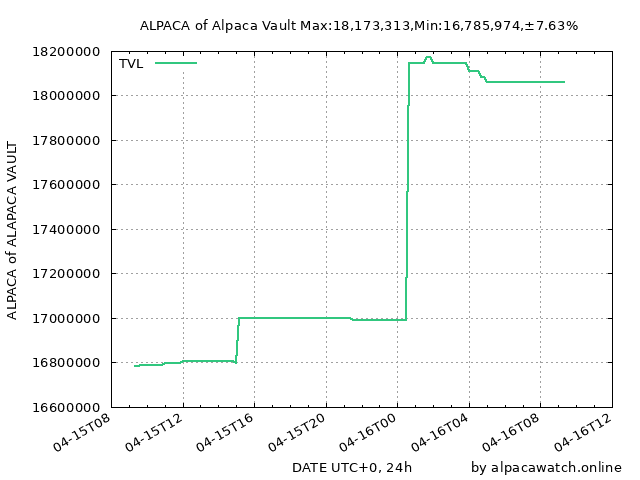 ALPACA of Alpaca Vault Max:18,173,313,Min:16,785,974,±7.63%
TVL
18200000
18000000
17800000
17600000
17400000
17200000
17000000
16800000
16600000
ALPACA of ALAPACA VAULT
04-15T08
04-15T12
04-15T16
04-15T20
04-16T00
04-16T04
04-16T08
04-16T12
DATE UTC+0, 24h
by alpacawatch.online